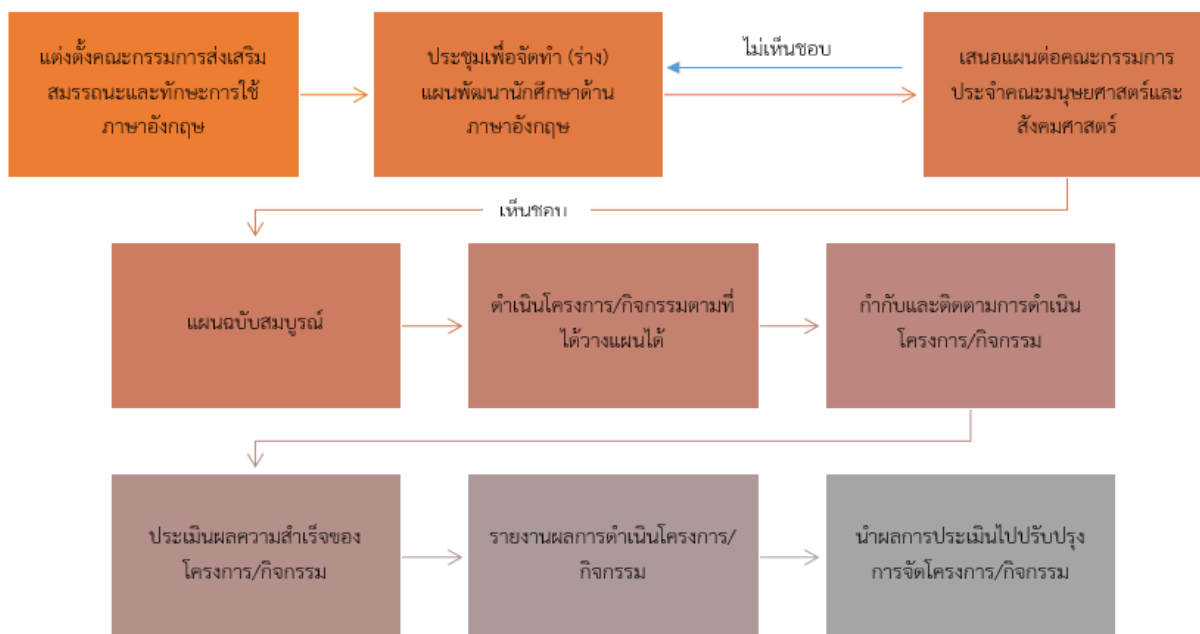 แต่งตั้งคณะกรรมการส่งเสริม
สมรรถนะและทักษะการใช้
ภาษาอังกฤษ
ประชุมเพื่อจัดทำ (ร่าง)
แผนพัฒนานักศึกษาด้าน
ภาษาอังกฤษ
ไม่เห็นชอบ
เสนอแผนต่อคณะกรรมการ
ประจำคณะมนุษยศาสตร์และ
สังคมศาสตร์
เห็นชอบ
แผนฉบับสมบูรณ์
ดำเนินโครงการ/กิจกรรมตามที่
ได้วางแผนได้
กำกับและติดตามการดำเนิน
โครงการ/กิจกรรม
ประเมินผลความสำเร็จของ
โครงการ/กิจกรรม
รายงานผลการดำเนินโครงการ/
กิจกรรม
นำผลการประเมินไปปรับปรุง
การจัดโครงการ/กิจกรรม